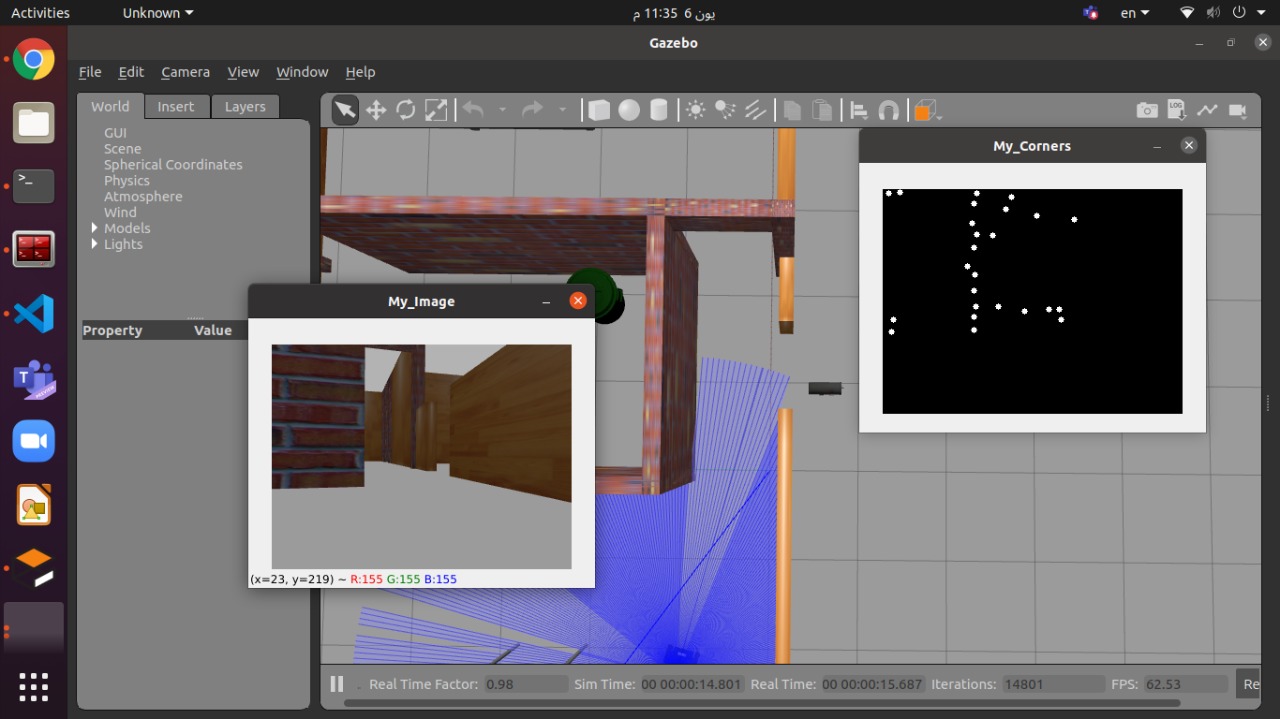 Activities
Unknown
يون 6 11:35 م
en
Gazebo
File Edit Camera View Window Help
World Insert Layers
GUI
Scene
Spherical Coordinates
Physics
Atmosphere
Wind
Models
Lights
Property Value
LOG
My_Corners
My_Image
(x=23, y=219) ~ R:155 G:155 B:155
Real Time Factor: 0.98 Sim Time: 00 00:00:14.801 Real Time: 00 00:00:15.687 Iterations: 14801 FPS: 62.53 Re